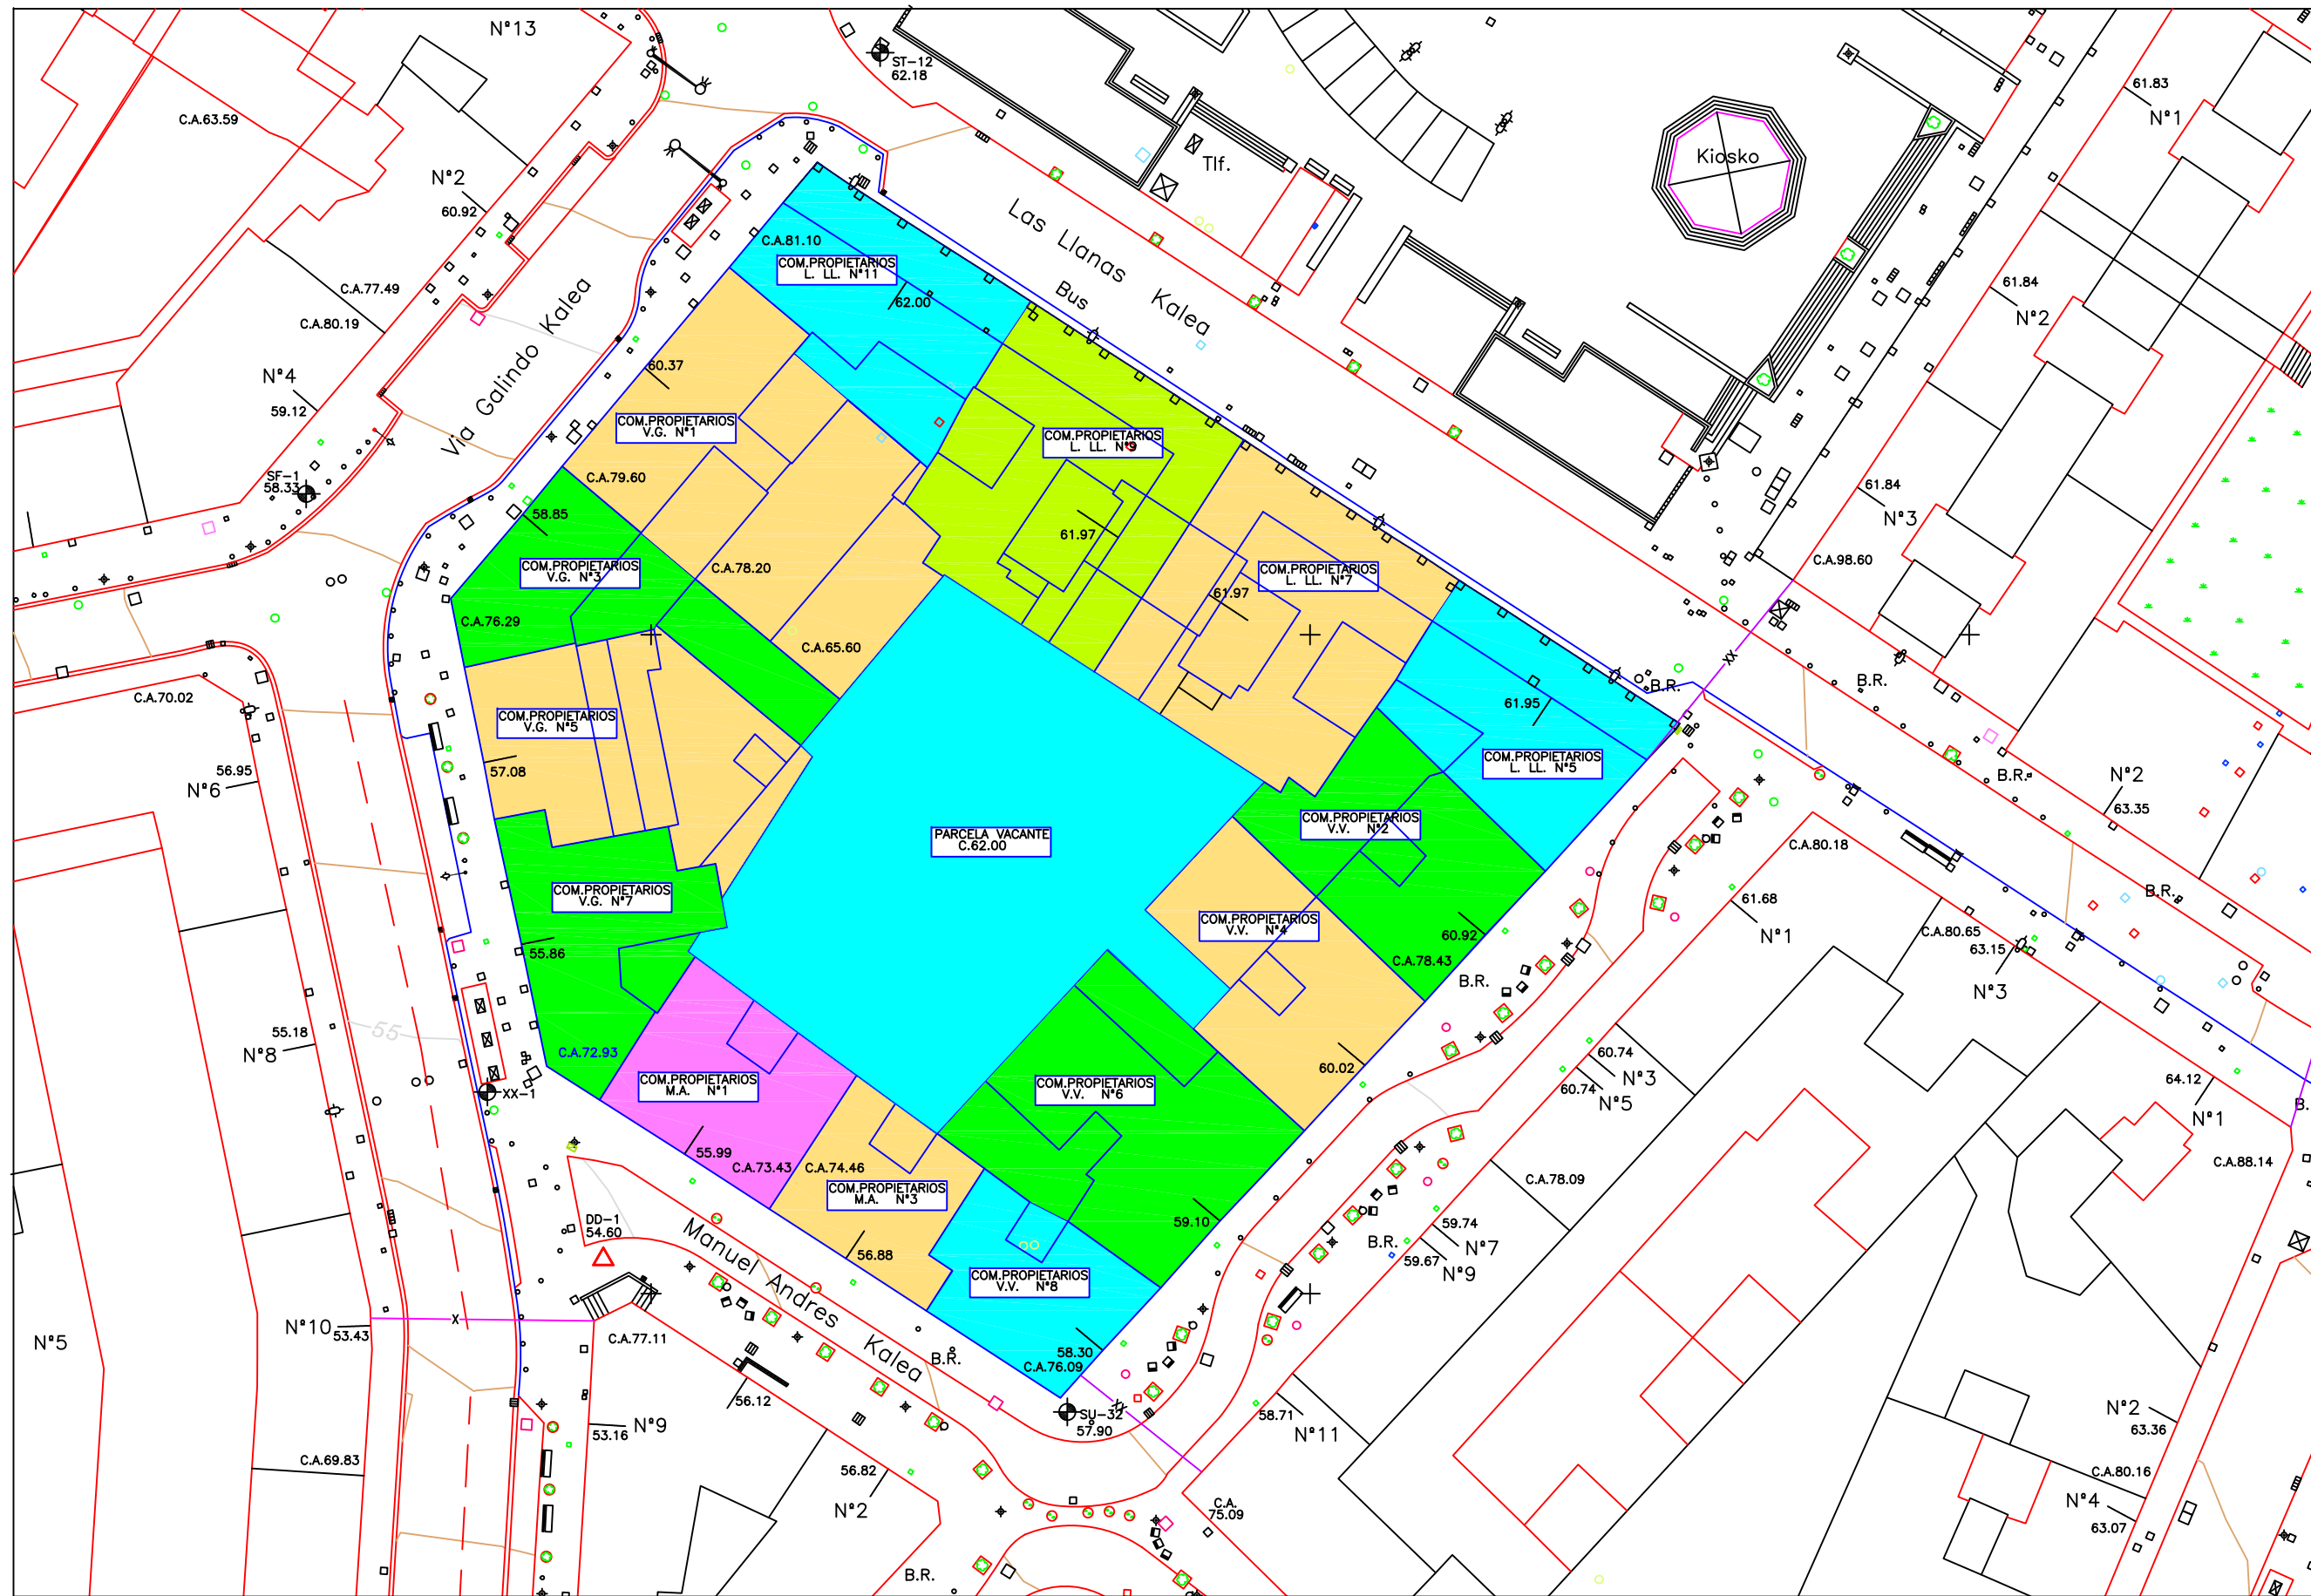 N°13
ST-12
62.18
C.A.63.59
61.83
N°1
Tlf.
Kiosko
N°2
60.92
Las Llanas Kalea
Bus
C.A.81.10
COM.PROPIETARIOS
L. LL. N°11
62.00
C.A.77.49
C.A.80.19
Via Galindo Kalea
61.84
N°2
60.37
N°4
59.12
COM.PROPIETARIOS
V.G. N°1
COM.PROPIETARIOS
L. LL. N°9
C.A.79.60
SF-1
58.33
58.85
61.97
61.84
N°3
C.A.98.60
COM.PROPIETARIOS
V.G. N°3
C.A.78.20
COM.PROPIETARIOS
L. LL. N°7
61.97
C.A.76.29
C.A.65.60
XX
B.R.
B.R.
C.A.70.02
COM.PROPIETARIOS
V.G. N°5
61.95
57.08
56.95
N°6
COM.PROPIETARIOS
L. LL. N°5
B.R.
N°2
63.35
COM.PROPIETARIOS
V.V. N°2
PARCELA VACANTE
C.62.00
C.A.80.18
COM.PROPIETARIOS
V.G. N°7
B.R.
61.68
N°1
COM.PROPIETARIOS
V.V. N°4
60.92
C.A.80.65
63.15
N°3
55.86
C.A.78.43
B.R.
55
55.18
N°8
C.A.72.93
60.74
N°3
60.74
N°5
COM.PROPIETARIOS
M.A. N°1
COM.PROPIETARIOS
V.V. N°6
60.02
64.12
N°1
B.
XX-1
55.99
C.A.73.43
C.A.74.46
COM.PROPIETARIOS
M.A. N°3
C.A.78.09
C.A.88.14
DD-1
54.60
59.10
59.74
N°7
B.R.
59.67
N°9
Manuel Andres Kalea
56.88
COM.PROPIETARIOS
V.V. N°8
N°10
53.43
X
N°5
C.A.77.11
58.30
C.A.76.09
B.R.
56.12
XX
SU-32
57.90
58.71
N°11
53.16
N°9
N°2
63.36
C.A.69.83
56.82
N°2
C.A.80.16
N°4
63.07
C.A.
75.09
B.R.